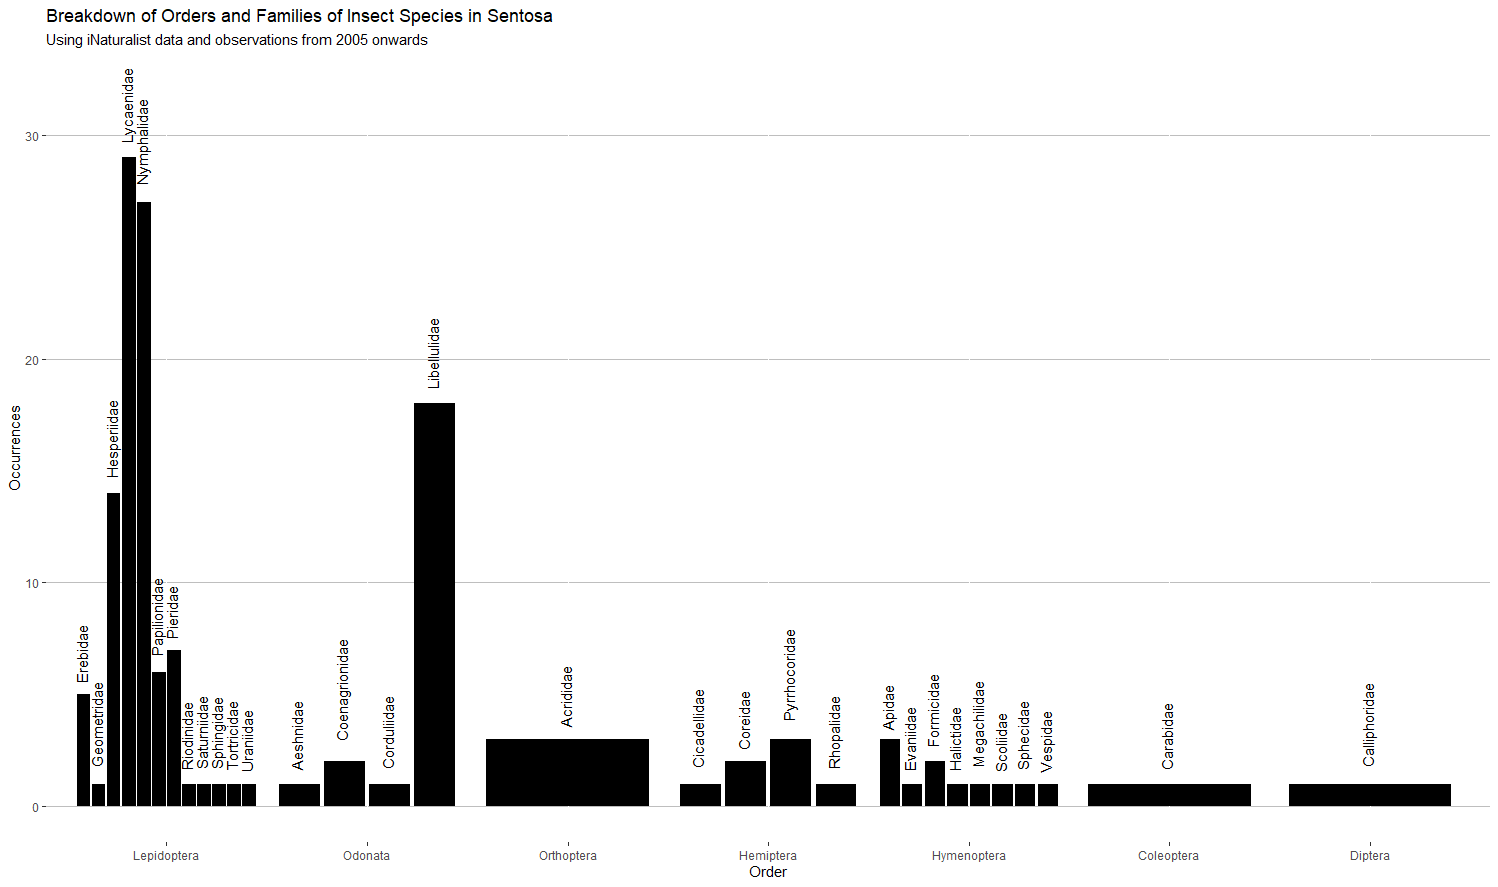 Breakdown of Orders and Families of Insect Species in Sentosa
Using iNaturalist data and observations from 2005 onwards
Occurrences
30
20
10
0
Erebidae
Geometridae
Hesperiidae
Lycaenidae
Nymphalidae
Papilionidae
Pieridae
Riodinidae
Saturniidae
Sphingidae
Tortricidae
Uraniidae
Aeshnidae
Coenagrionidae
Corduliidae
Libellulidae
Acrididae
Cicadellidae
Coreidae
Pyrrhocoridae
Rhopalidae
Apidae
Evaniidae
Formicidae
Halictidae
Megachilidae
Scoliidae
Sphecidae
Vespidae
Carabidae
Calliphoridae
Lepidoptera
Odonata
Orthoptera
Hemiptera
Hymenoptera
Coleoptera
Diptera
Order